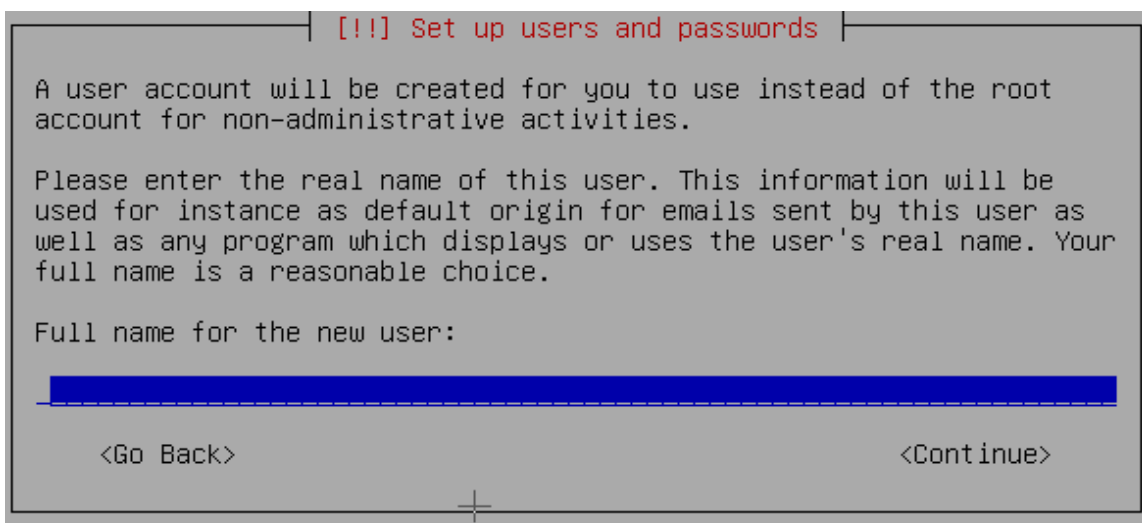 [!!] Set up users and passwords
A user account will be created for you to use instead of the root
account for non-administrative activities.
Please enter the real name of this user. This information will be
used for instance as default origin for emails sent by this user as
well as any program which displays or uses the user's real name. Your
full name is a reasonable choice.
Full name for the new user:
<Go Back> <Continue>